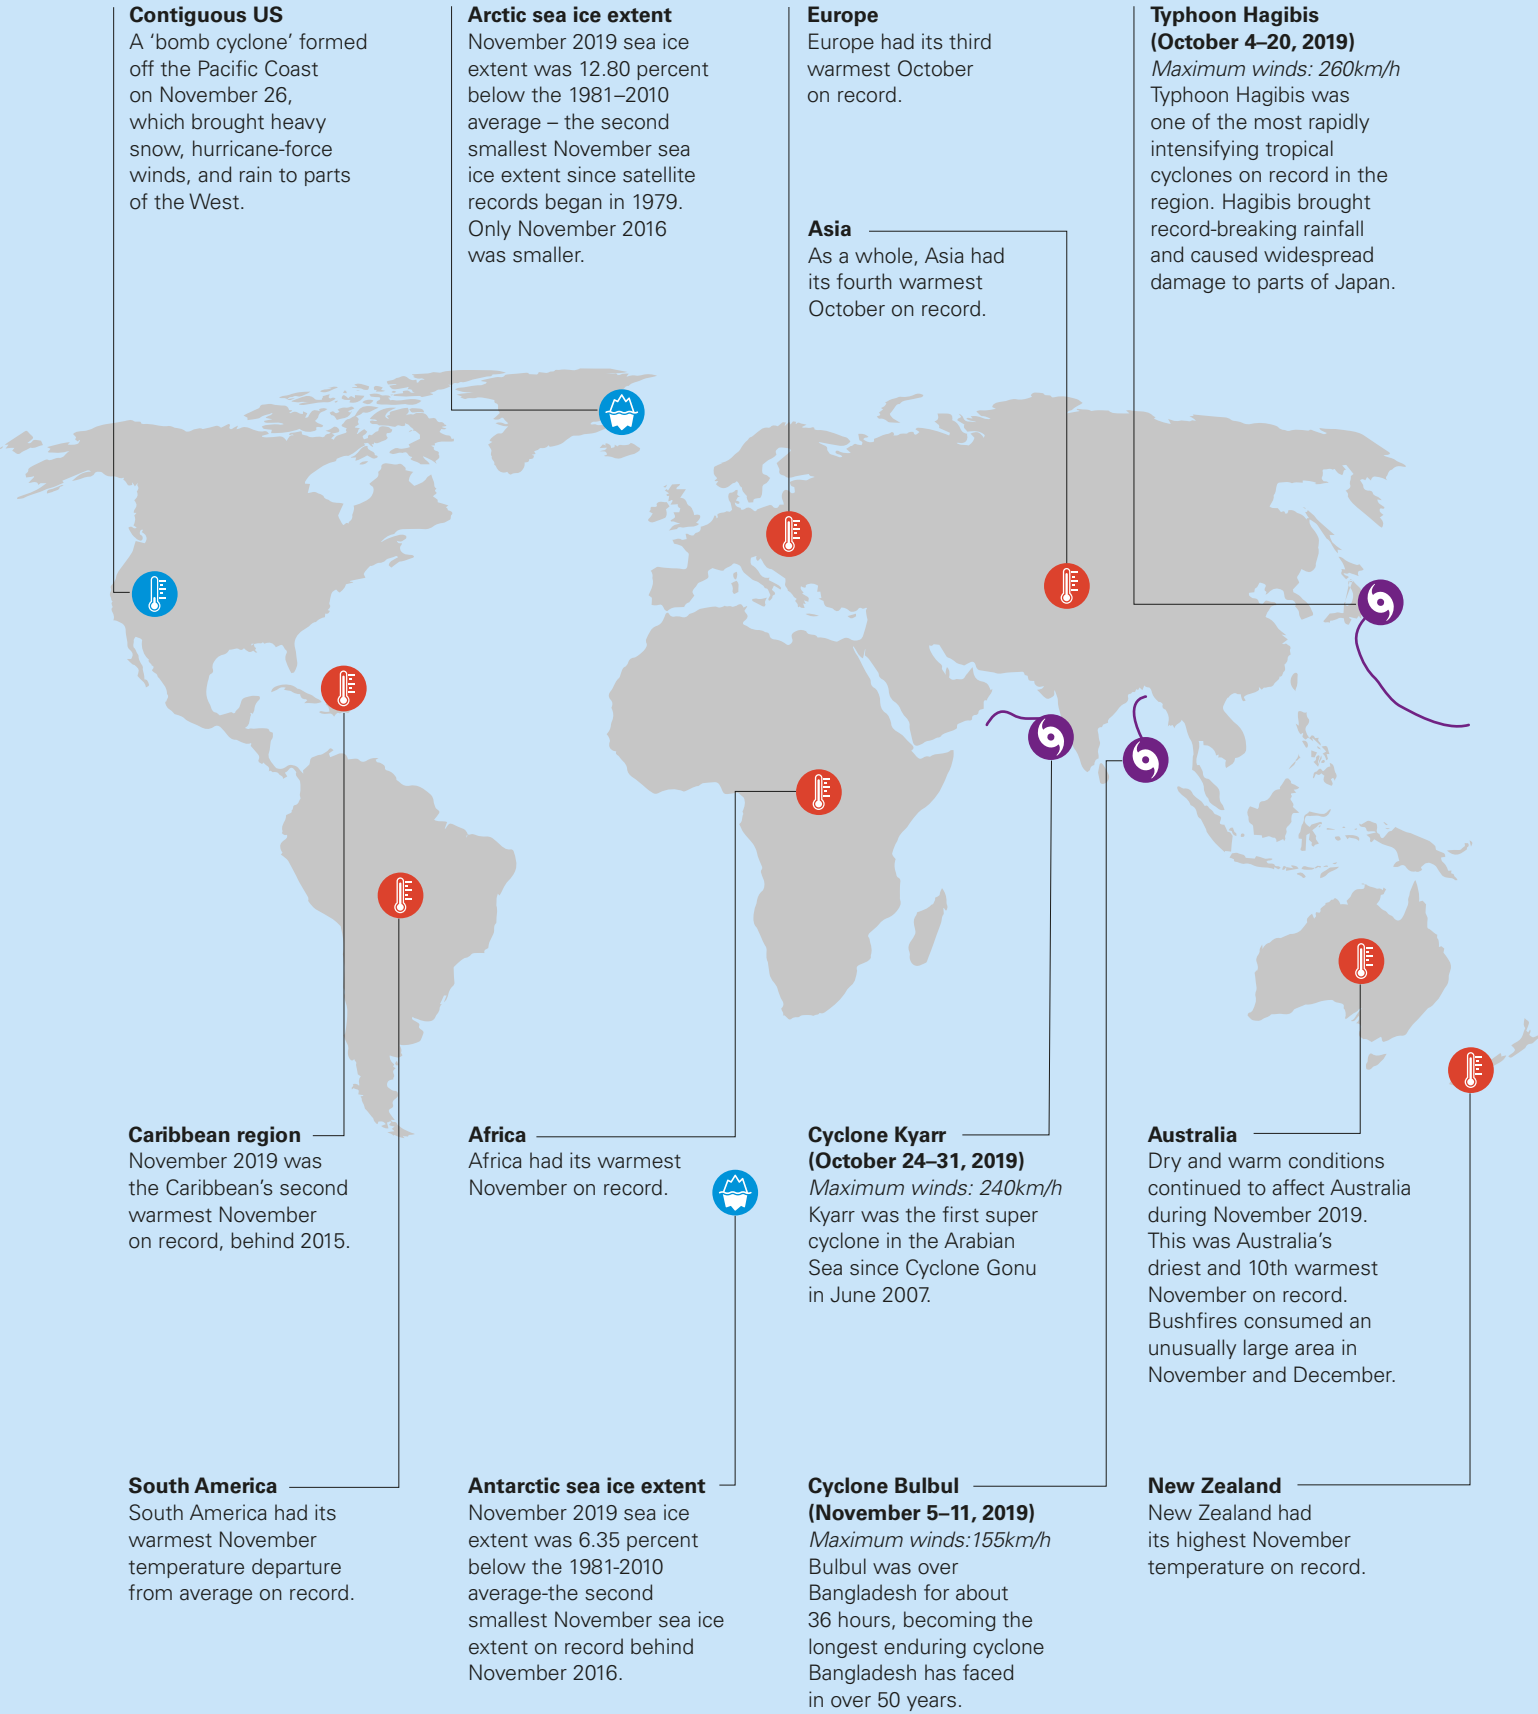 Contiguous US
A ‘bomb cyclone’ formed
off the Pacific Coast
on November 26,
which brought heavy
snow, hurricane-force
winds, and rain to parts
of the West.
Arctic sea ice extent
November 2019 sea ice
extent was 12.80 percent
below the 1981–2010
average – the second
smallest November sea
ice extent since satellite
records began in 1979.
Only November 2016
was smaller.
Europe
Europe had its third
warmest October
on record.
Asia
As a whole, Asia had
its fourth warmest
October on record.
Typhoon Hagibis
(October 4–20, 2019)
Maximum winds: 260km/h
Typhoon Hagibis was
one of the most rapidly
intensifying tropical
cyclones on record in the
region. Hagibis brought
record-breaking rainfall
and caused widespread
damage to parts of Japan.
Caribbean region
November 2019 was
the Caribbean’s second
warmest November
on record, behind 2015.
Africa
Africa had its warmest
November on record.
Cyclone Kyarr
(October 24–31, 2019)
Maximum winds: 240km/h
Kyarr was the first super
cyclone in the Arabian
Sea since Cyclone Gonu
in June 2007.
Australia
Dry and warm conditions
continued to affect Australia
during November 2019.
This was Australia’s
driest and 10th warmest
November on record.
Bushfires consumed an
unusually large area in
November and December.
South America
South America had its
warmest November
temperature departure
from average on record.
Antarctic sea ice extent
November 2019 sea ice
extent was 6.35 percent
below the 1981-2010
average-the second
smallest November sea ice
extent on record behind
November 2016.
Cyclone Bulbul
(November 5–11, 2019)
Maximum winds:155km/h
Bulbul was over
Bangladesh for about
36 hours, becoming the
longest enduring cyclone
Bangladesh has faced
in over 50 years.
New Zealand
New Zealand had
its highest November
temperature on record.